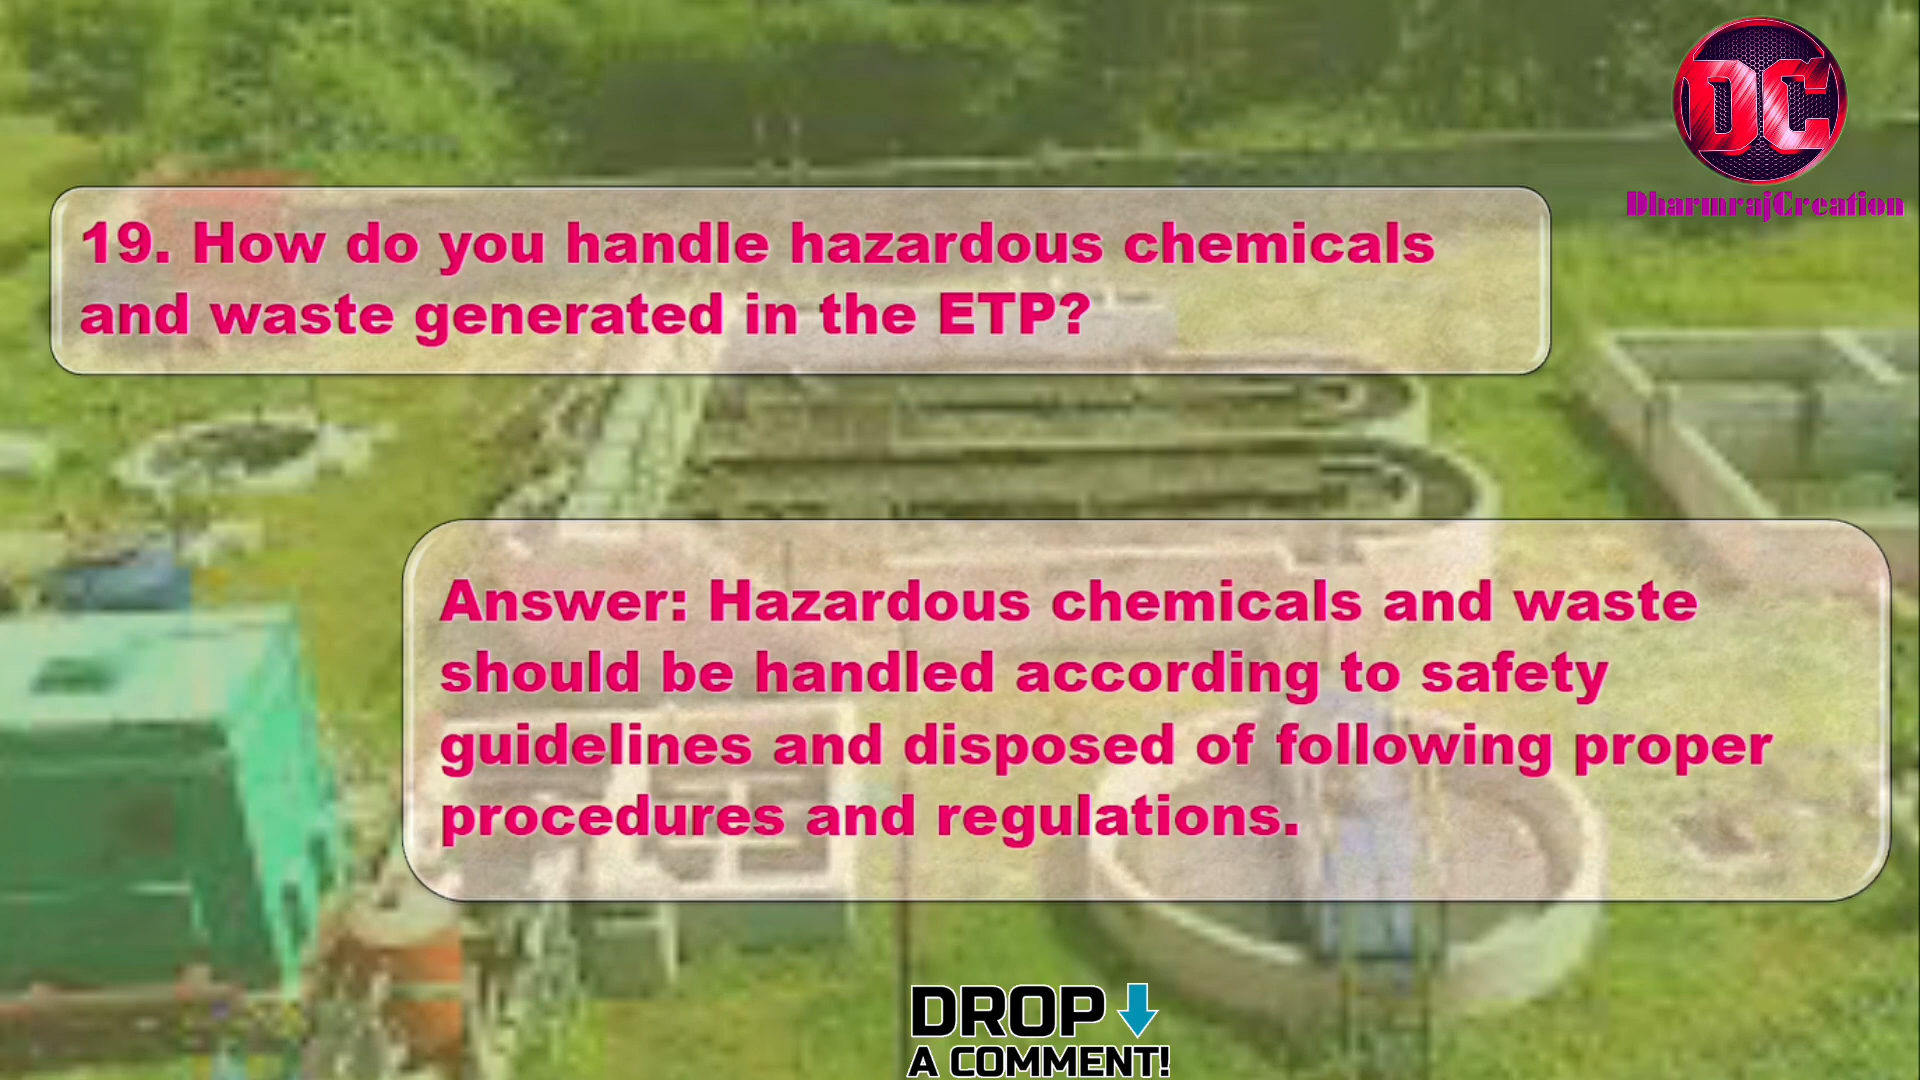 DC
DharmrajCreation
19. How do you handle hazardous chemicals
and waste generated in the ETP?
Answer: Hazardous chemicals and waste
should be handled according to safety
guidelines and disposed of following proper
procedures and regulations.
DROP
A COMMENT!